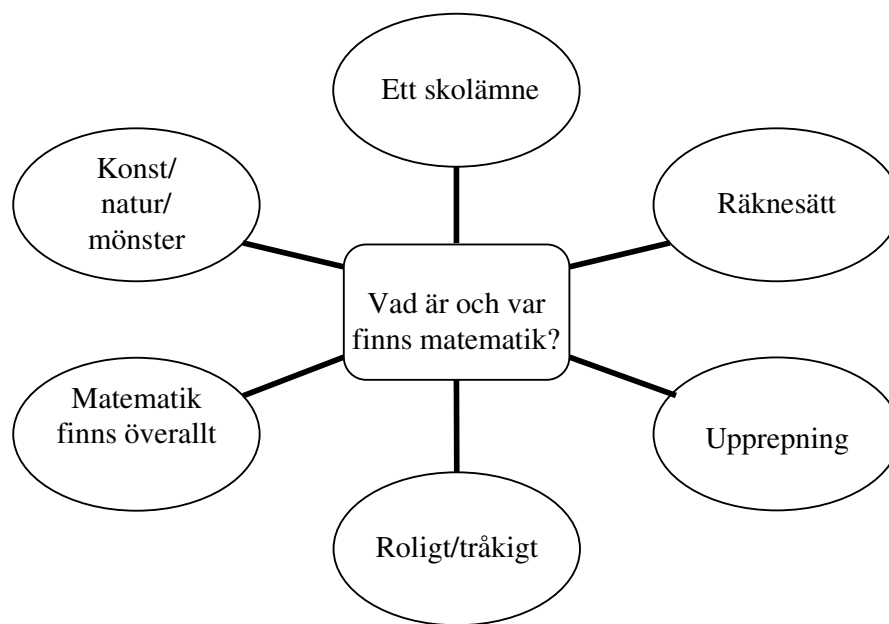 Ett skolämne
Konst/
natur/
mönster
Räknesätt
Vad är och var
finns matematik?
Matematik
finns överallt
Upprepning
Roligt/tråkigt